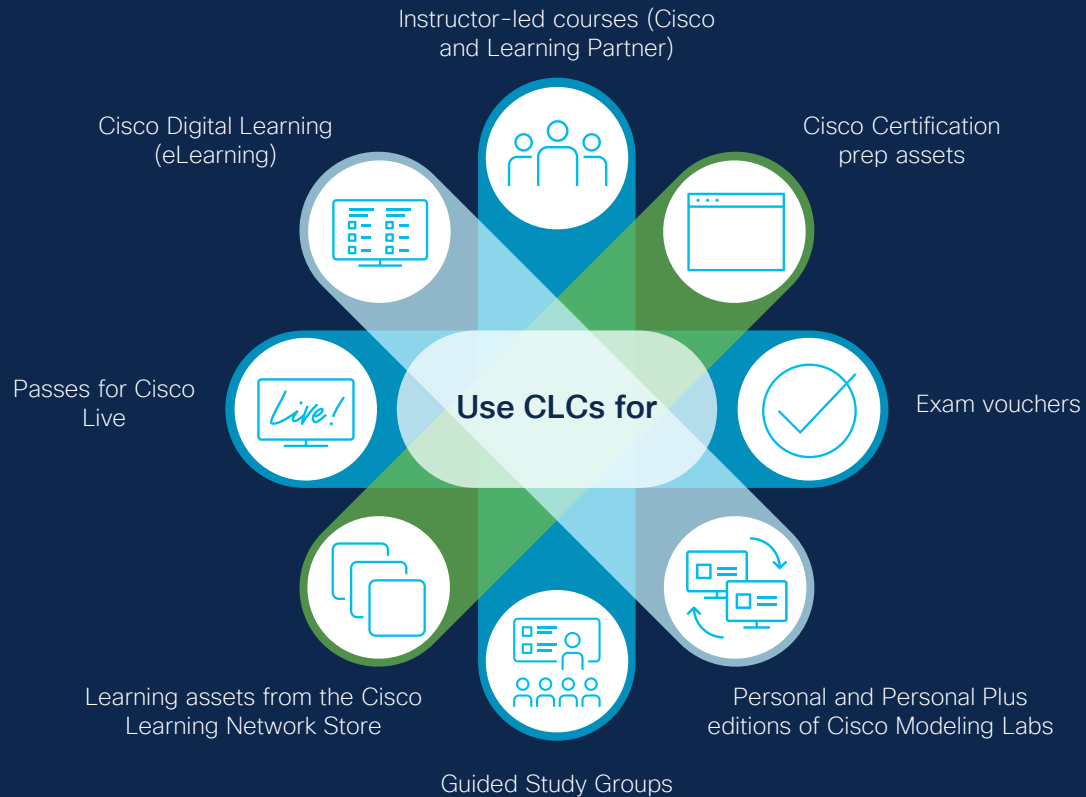 Instructor-led courses (Cisco
and Learning Partner)
Cisco Digital Learning
(eLearning)
Cisco Certification
prep assets
Live!
Passes for Cisco
Live
Use CLCs for
Exam vouchers
Learning assets from the Cisco
Learning Network Store
Personal and Personal Plus
editions of Cisco Modeling Labs
Guided Study Groups